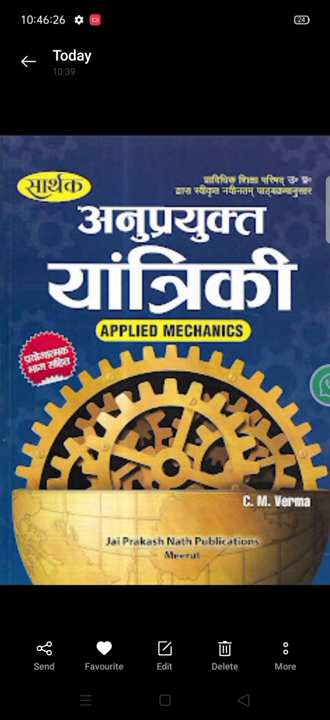 10:46:26
24
Today
10:39
सार्थक
प्राविधिक शिक्षा परिषद् उ० प्र०
द्वारा स्वीकृत नवीनतम् पाठ्यक्रमानुसार
अनुप्रयुक्त
यांत्रिकी
APPLIED MECHANICS
प्रयोगात्मक
भाग सहित
C. M. Verma
Jai Prakash Nath Publications
Meerut
Send
Favourite
Edit
Delete
More